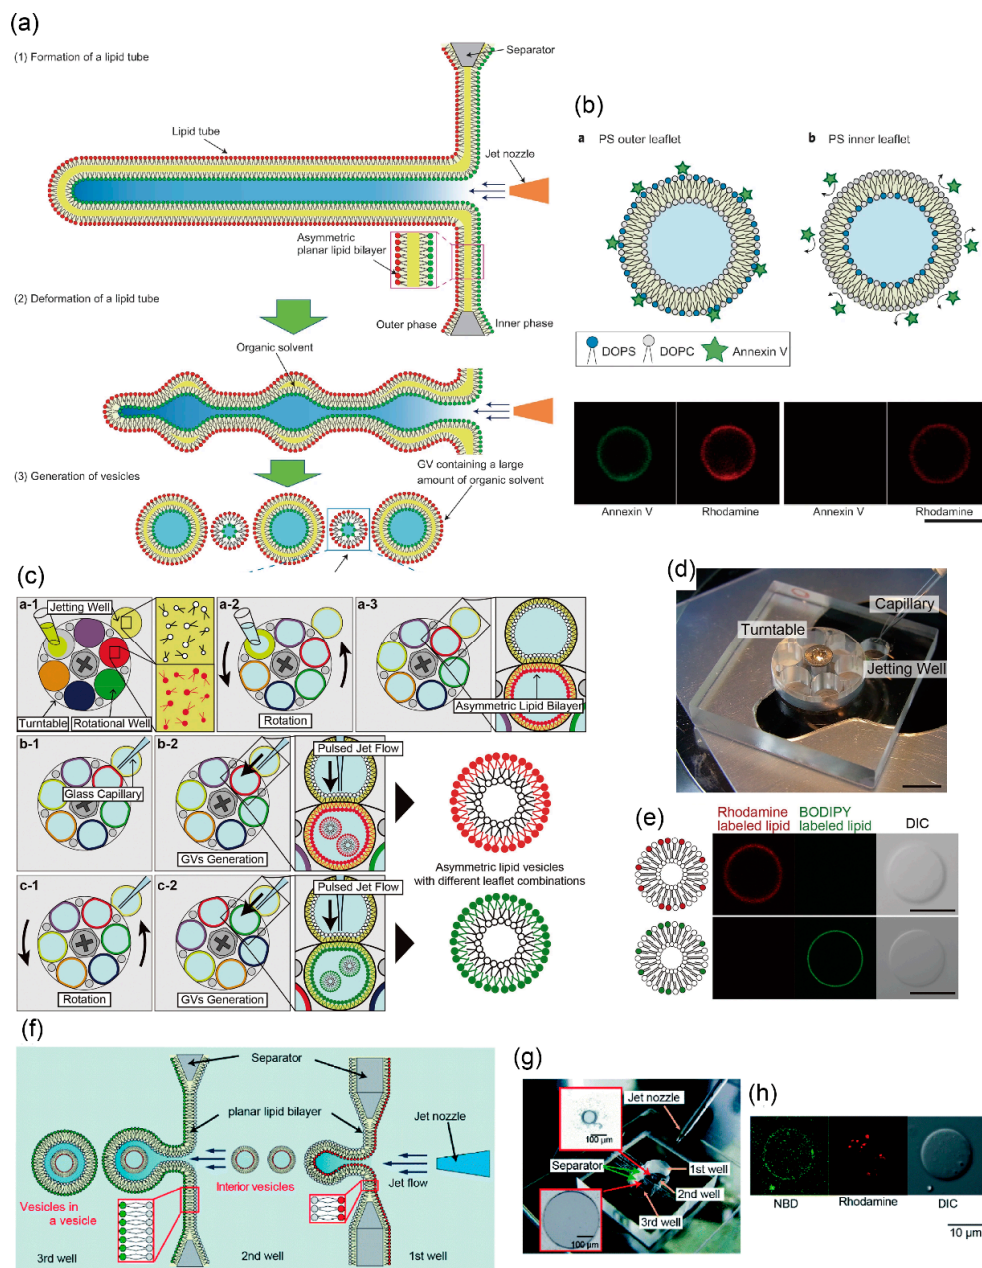 (a)
(1) Formation of a lipid tube
Separator
Lipid tube
Jet nozzle
Asymmetric
planar lipid bilayer
(2) Deformation of a lipid tube
Outer phase
Inner phase
Organic solvent
(3) Generation of vesicles
GV containing a large
amount of organic solvent
(b)
a PS outer leaflet
b PS inner leaflet
DOPS
DOPC
Annexin V
Annexin V
Rhodamine
Annexin V
Rhodamine
(c)
a-1
Jetting Well
Turntable
Rotational Well
a-2
Rotation
a-3
Asymmetric Lipid Bilayer
b-1
Glass Capillary
b-2
GVs Generation
Pulsed Jet Flow
Asymmetric lipid vesicles
with different leaflet combinations
c-1
Rotation
c-2
GVs Generation
Pulsed Jet Flow
(d)
Capillary
Turntable
Jetting Well
(e)
Rhodamine
labeled lipid
BODIPY
labeled lipid
DIC
(f)
Separator
planar lipid bilayer
Jet nozzle
Interior vesicles
Jet flow
Vesicles in
a vesicle
3rd well
2nd well
1st well
(g)
Jet nozzle
100 µm
Separator
1st well
2nd well
3rd well
100 µm
(h)
NBD
Rhodamine
DIC
10 µm